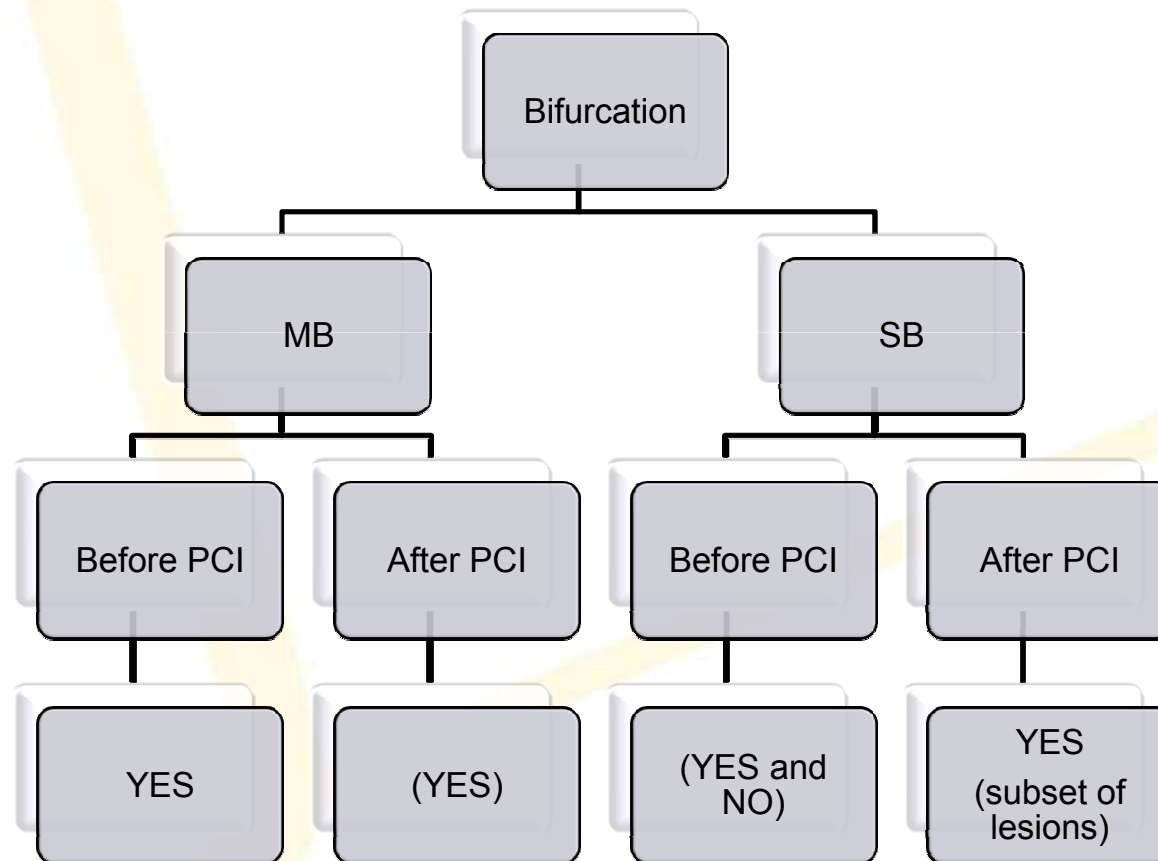 Bifurcation
MB
SB
Before PCI
After PCI
Before PCI
After PCI
YES
(YES)
(YES and
NO)
YES
(subset of
lesions)